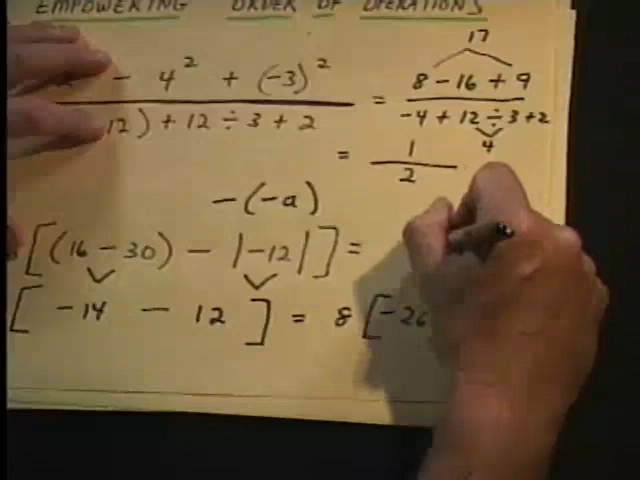 EMPOWERING ORDER OF OPERATIONS
17
- 4² + (-3)² = 8 - 16 + 9
12) + 12 ÷ 3 + 2 -4 + 12 ÷ 3 + 2
4
= 1
2
-(-a)
[(16 - 30) - |-12|] =
[ -14 - 12 ] = 8 [-26